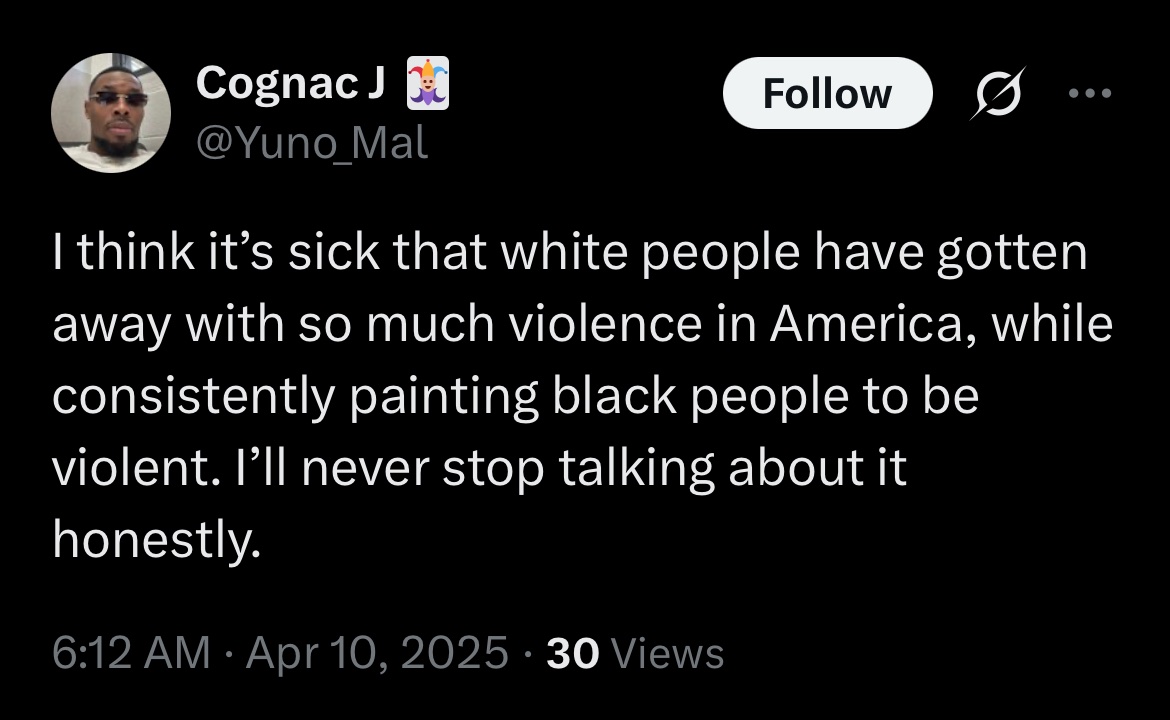 Cognac J 🃏
@Yuno_Mal
Follow
I think it’s sick that white people have gotten
away with so much violence in America, while
consistently painting black people to be
violent. I’ll never stop talking about it
honestly.
6:12 AM · Apr 10, 2025 · 30 Views